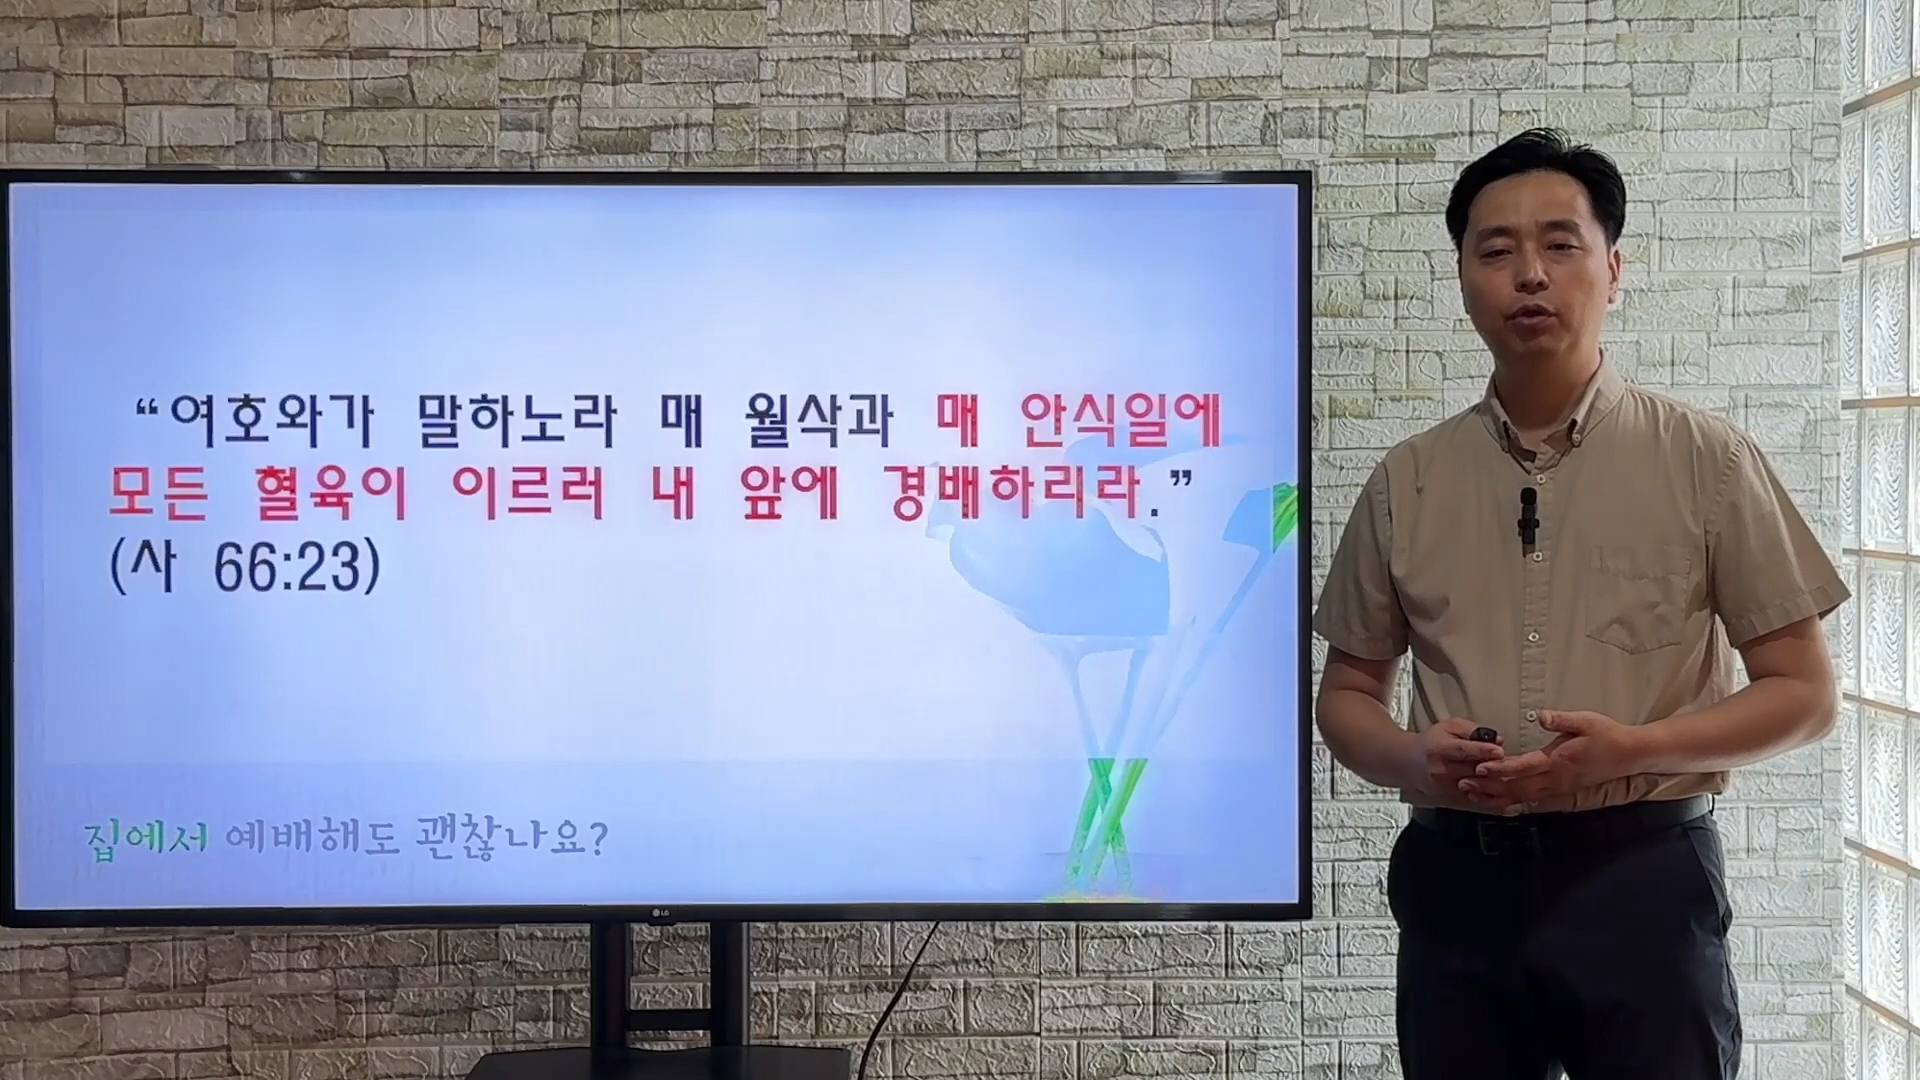 “여호와가 말하노라 매 월삭과 매 안식일에
모든 혈육이 이르러 내 앞에 경배하리라.”
(사 66:23)
집에서 예배해도 괜찮나요?
LG